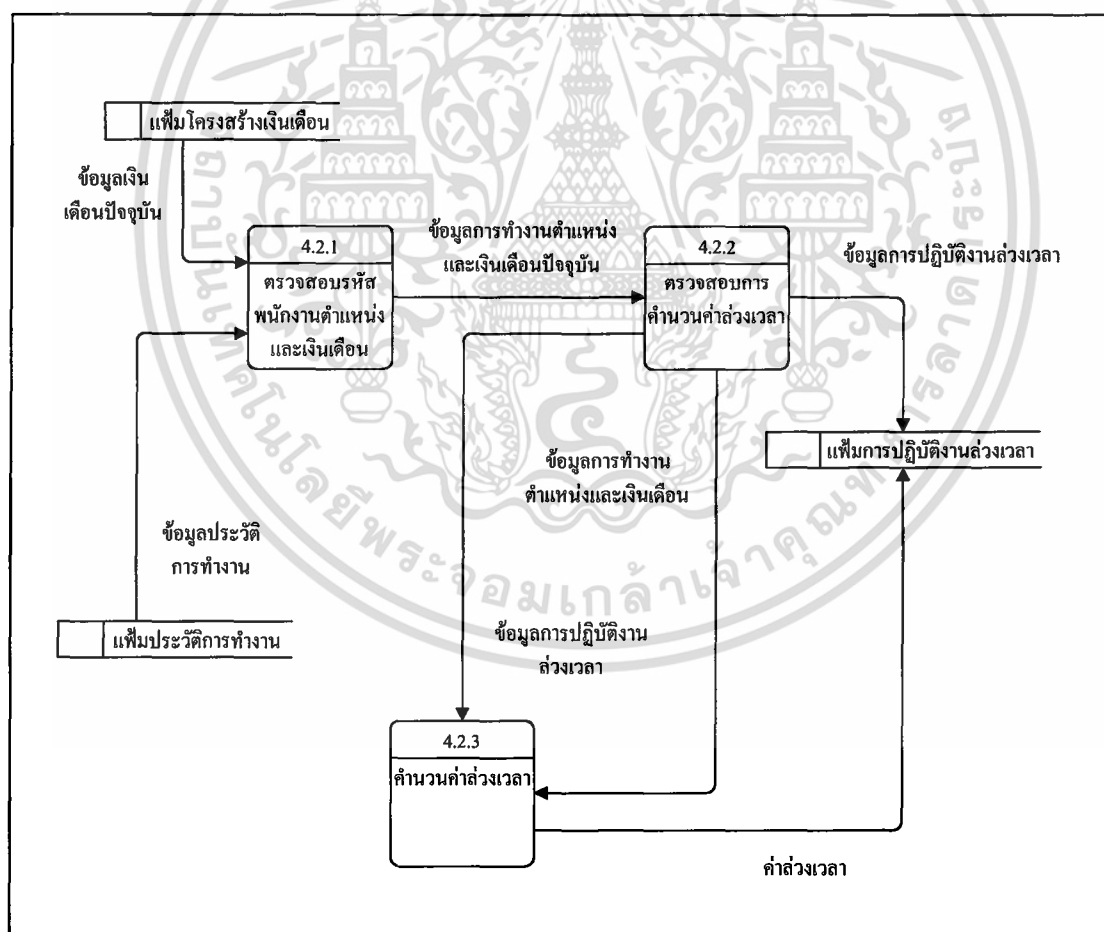 แฟ้มโครงสร้างเงินเดือน
ข้อมูลเงิน
เดือนปัจจุบัน
4.2.1
ตรวจสอบรหัส
พนักงานตำแหน่ง
และเงินเดือน
ข้อมูลการทำงานตำแหน่ง
และเงินเดือนปัจจุบัน
4.2.2
ตรวจสอบการ
คำนวนค่าล่วงเวลา
ข้อมูลการปฏิบัติงานล่วงเวลา
แฟ้มการปฏิบัติงานล่วงเวลา
ข้อมูลการทำงาน
ตำแหน่งและเงินเดือน
ข้อมูลประวัติ
การทำงาน
แฟ้มประวัติการทำงาน
ข้อมูลการปฏิบัติงาน
ล่วงเวลา
4.2.3
คำนวนค่าล่วงเวลา
ค่าล่วงเวลา